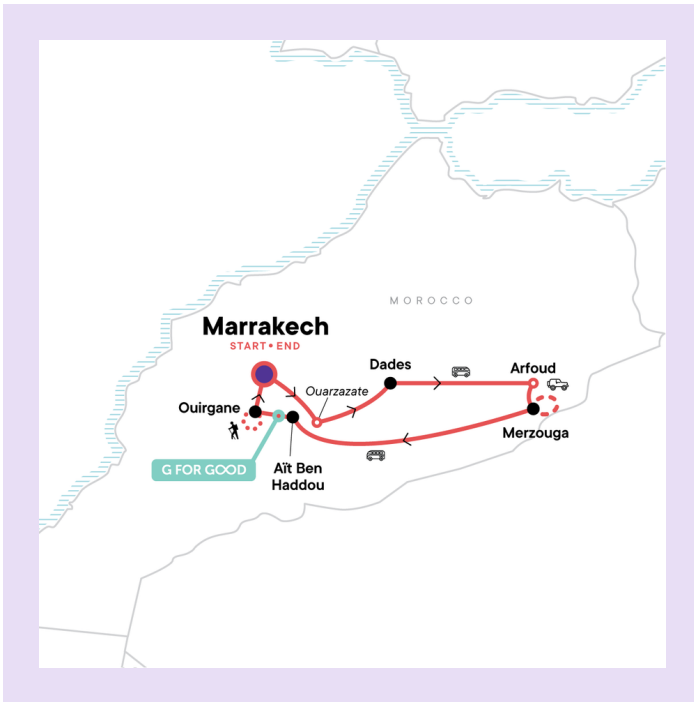 MOROCCO
Marrakech
START • END
Dades
Arfoud
Ouarzazate
Ouirgane
Merzouga
G FOR GOOD
Aït Ben
Haddou